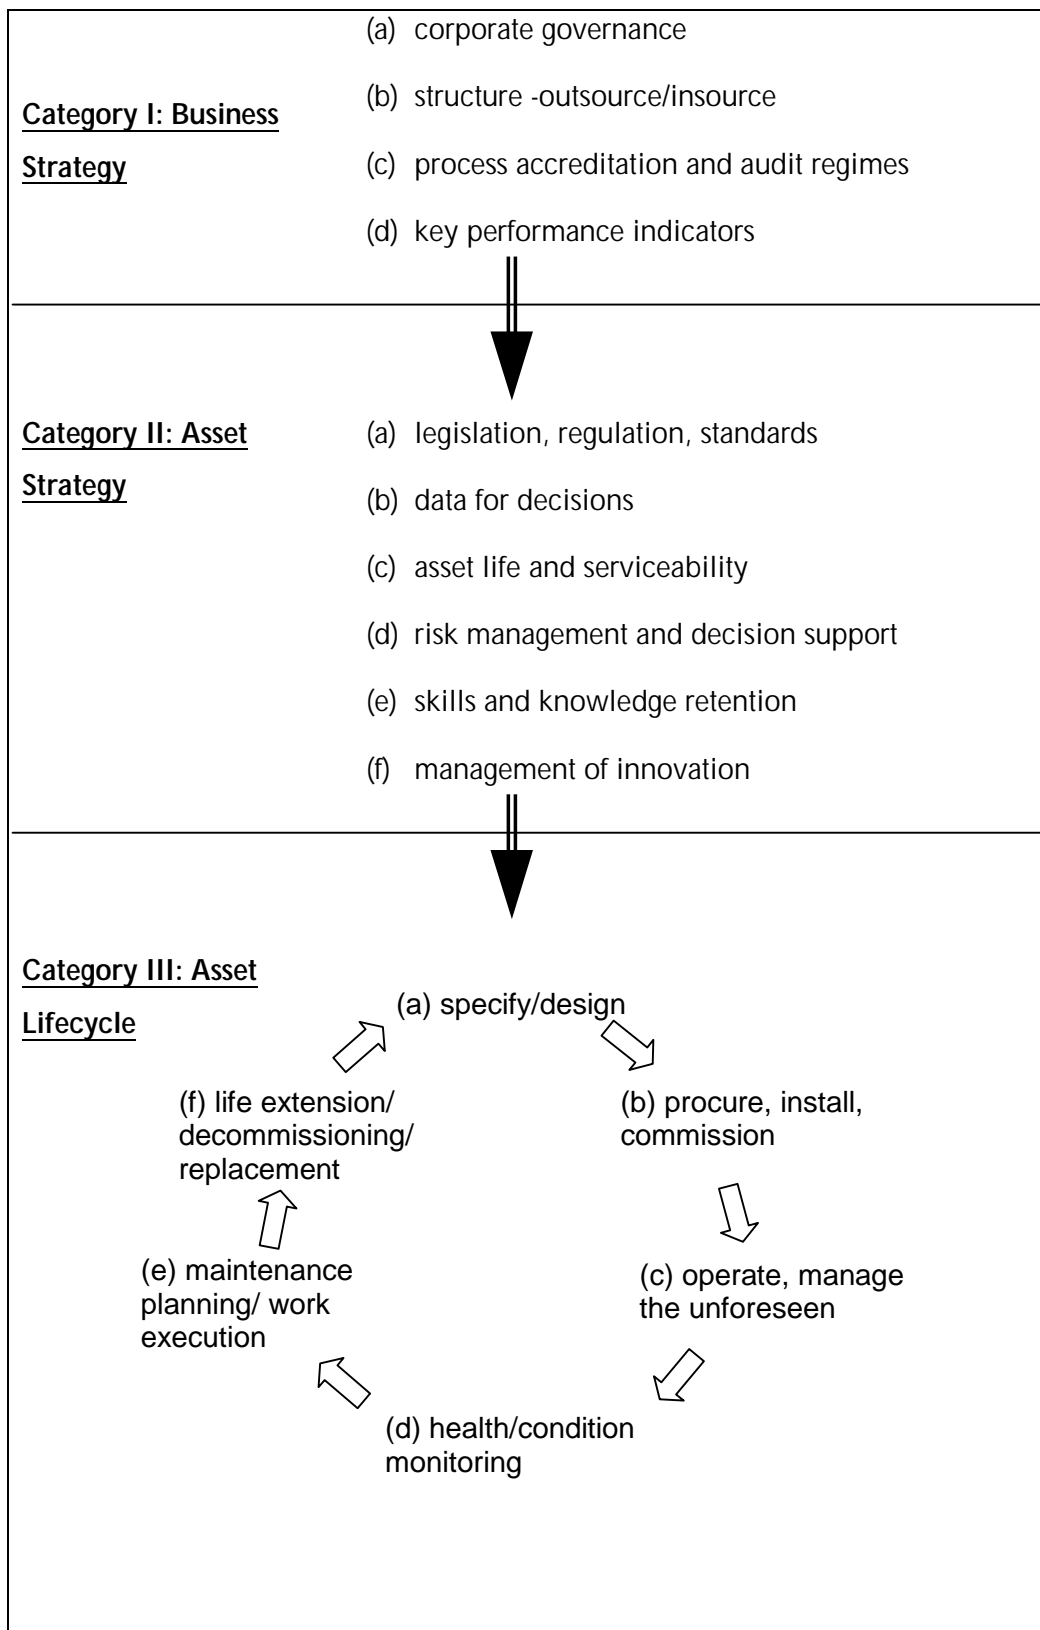 (a) corporate governance
Category I: Business
Strategy
(b) structure -outsource/insource
(c) process accreditation and audit regimes
(d) key performance indicators
Category II: Asset
Strategy
(a) legislation, regulation, standards
(b) data for decisions
(c) asset life and serviceability
(d) risk management and decision support
(e) skills and knowledge retention
(f) management of innovation
Category III: Asset
Lifecycle
(a) specify/design
(b) procure, install,
commission
(c) operate, manage
the unforeseen
(d) health/condition
monitoring
(e) maintenance
planning/ work
execution
(f) life extension/
decommissioning/
replacement